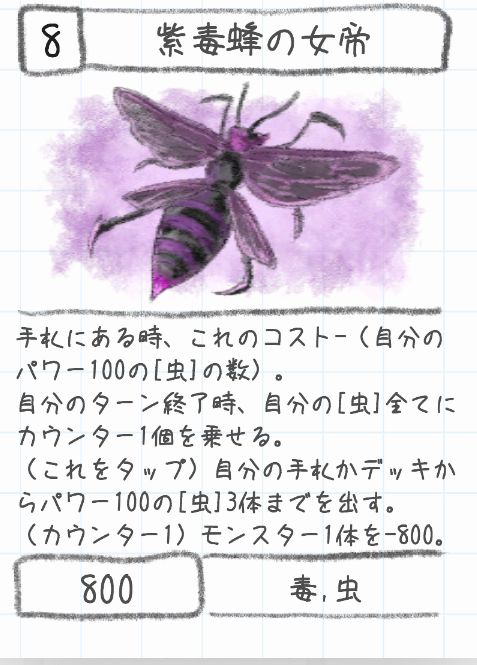 8
紫毒蜂の女帝
手札にある時、これのコスト-（自分の
パワー100の[虫]の数）。
自分のターン終了時、自分の[虫]全てに
カウンター1個を乗せる。
（これをタップ）自分の手札かデッキか
らパワー100の[虫]3体までを出す。
（カウンター1）モンスター1体を-800。
800
毒,虫